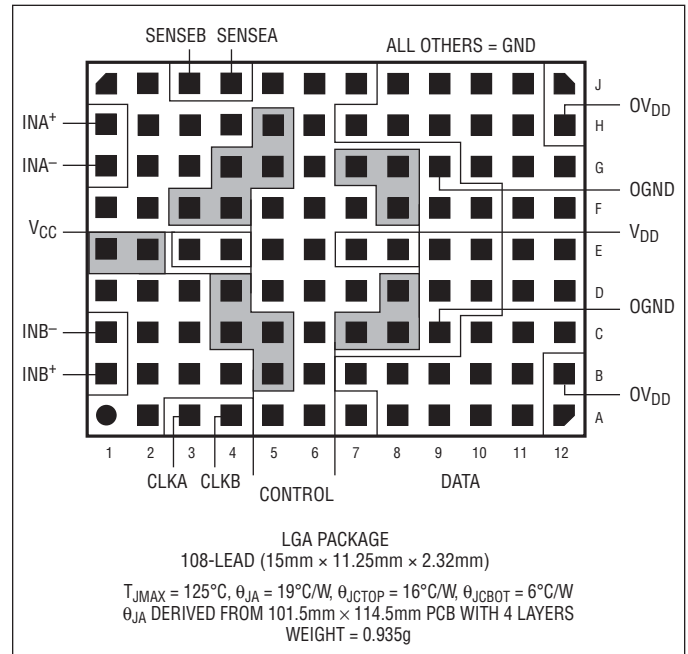 SENSEB SENSEA
ALL OTHERS = GND
J
INA+
OVDD
H
INA–
G
OGND
F
VCC
VDD
E
D
OGND
INB–
C
INB+
B
OVDD
A
1 2 3 4 5 6 7 8 9 10 11 12
CLKA CLKB
CONTROL
DATA
LGA PACKAGE
108-LEAD (15mm × 11.25mm × 2.32mm)
TJMAX = 125°C, θJA = 19°C/W, θJCTOP = 16°C/W, θJCBOT = 6°C/W
θJA DERIVED FROM 101.5mm × 114.5mm PCB WITH 4 LAYERS
WEIGHT = 0.935g